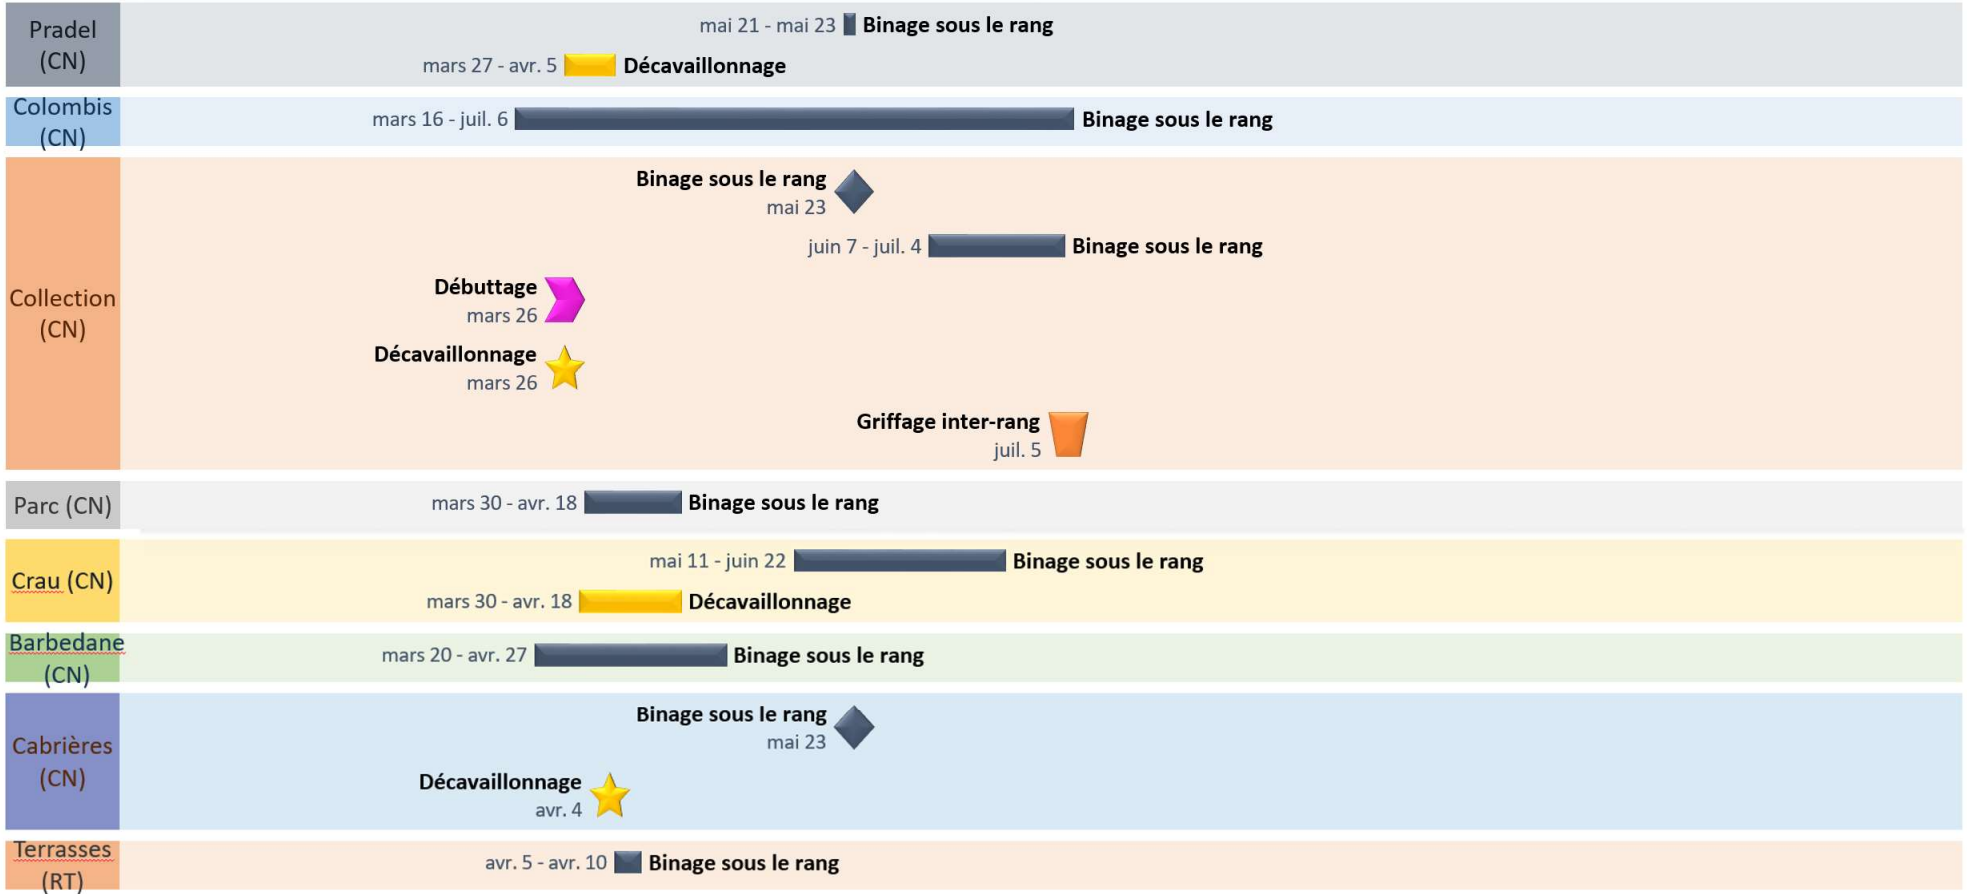 Pradel
(CN)
mai 21 - mai 23 Binage sous le rang
mars 27 - avr. 5 Décavaillonnage
Colombis
(CN)
mars 16 - juil. 6 Binage sous le rang
Collection
(CN)
Binage sous le rang
mai 23
juin 7 - juil. 4 Binage sous le rang
Débuttage
mars 26
Décavaillonnage
mars 26
Griffage inter-rang
juil. 5
Parc (CN)
mars 30 - avr. 18 Binage sous le rang
Crau (CN)
mai 11 - juin 22 Binage sous le rang
mars 30 - avr. 18 Décavaillonnage
Barbedane
(CN)
mars 20 - avr. 27 Binage sous le rang
Cabrières
(CN)
Binage sous le rang
mai 23
Décavaillonnage
avr. 4
Terrasses
(RT)
avr. 5 - avr. 10 Binage sous le rang